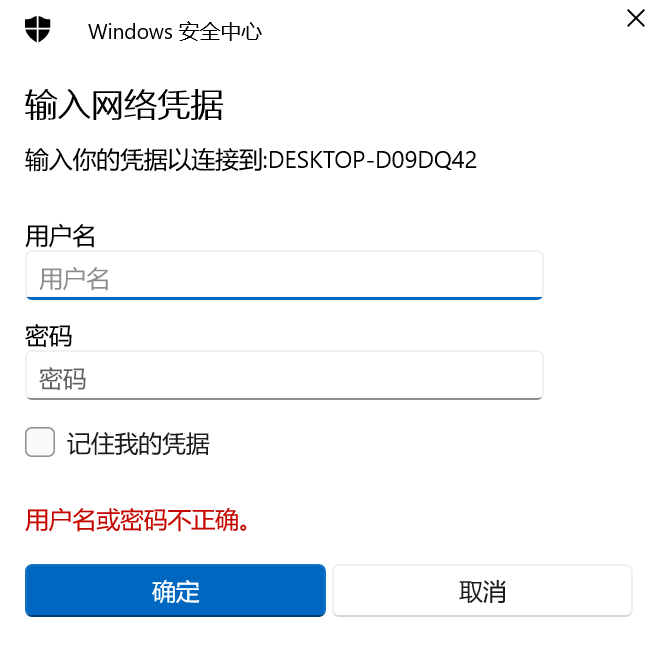 Windows 安全中心
输入网络凭据
输入你的凭据以连接到:DESKTOP-D09DQ42
用户名
用户名
密码
密码
记住我的凭据
用户名或密码不正确。
确定
取消